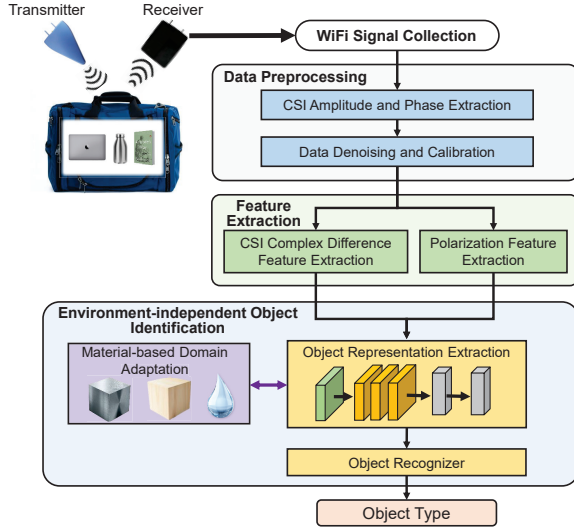 Transmitter
Receiver
WiFi Signal Collection
Data Preprocessing
CSI Amplitude and Phase Extraction
Data Denoising and Calibration
Feature
Extraction
CSI Complex Difference
Feature Extraction
Polarization Feature
Extraction
Environment-independent Object
Identification
Material-based Domain
Adaptation
Object Representation Extraction
Object Recognizer
Object Type